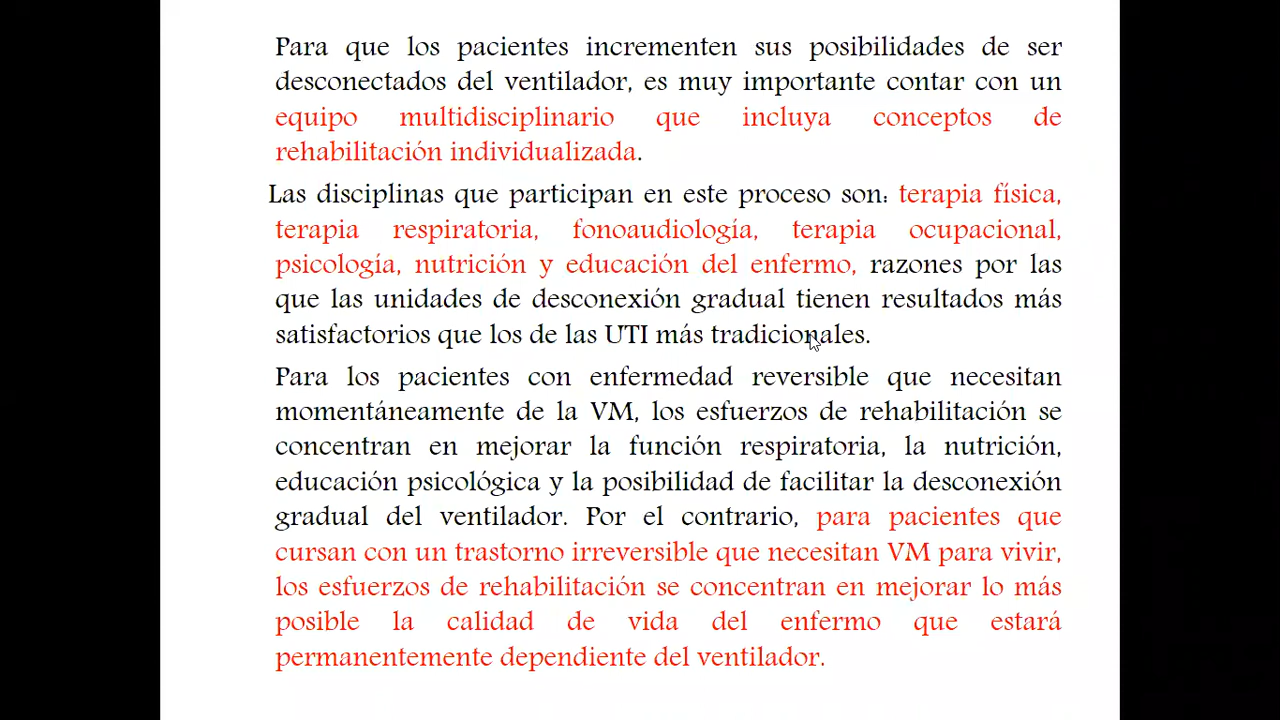 Para que los pacientes incrementen sus posibilidades de ser
desconectados del ventilador, es muy importante contar con un
equipo multidisciplinario que incluya conceptos de
rehabilitación individualizada.
Las disciplinas que participan en este proceso son: terapia física,
terapia respiratoria, fonoaudiología, terapia ocupacional,
psicología, nutrición y educación del enfermo, razones por las
que las unidades de desconexión gradual tienen resultados más
satisfactorios que los de las UTI más tradicionales.
Para los pacientes con enfermedad reversible que necesitan
momentáneamente de la VM, los esfuerzos de rehabilitación se
concentran en mejorar la función respiratoria, la nutrición,
educación psicológica y la posibilidad de facilitar la desconexión
gradual del ventilador. Por el contrario, para pacientes que
cursan con un trastorno irreversible que necesitan VM para vivir,
los esfuerzos de rehabilitación se concentran en mejorar lo más
posible la calidad de vida del enfermo que estará
permanentemente dependiente del ventilador.